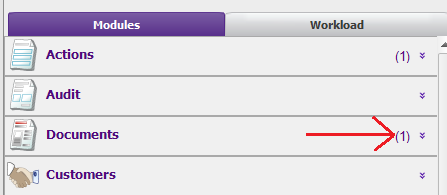 Modules Workload
Actions (1)
Audit
Documents (1)
Customers